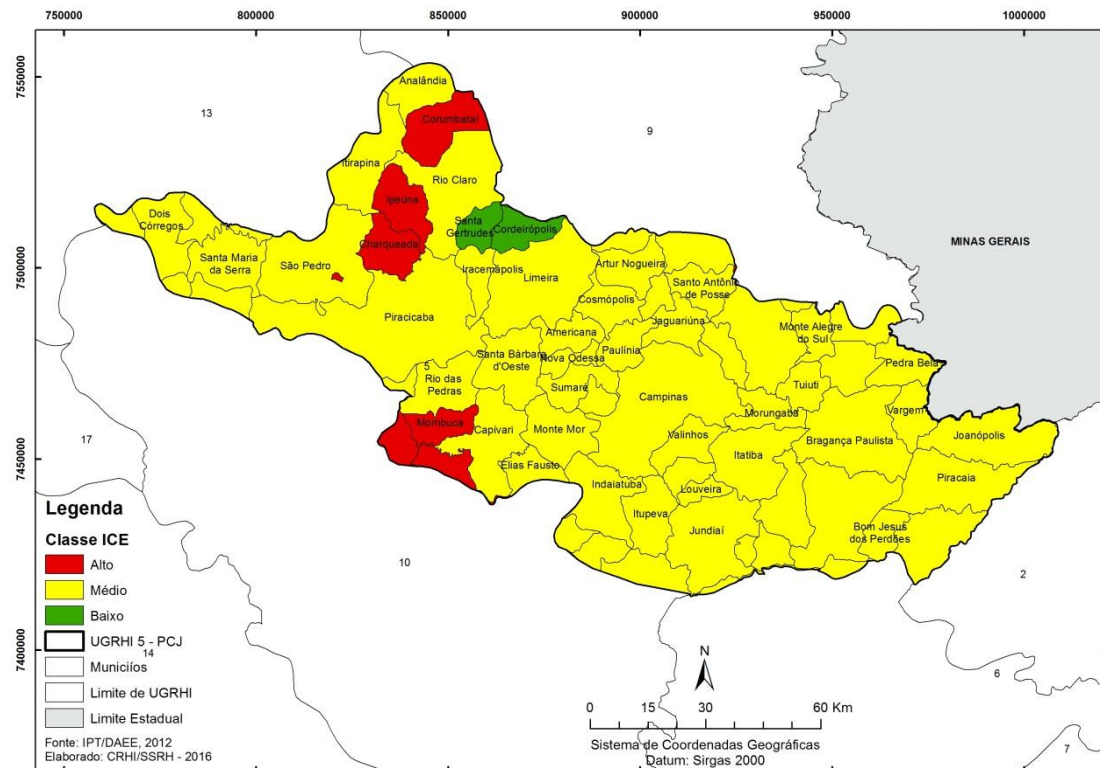 750000
800000
850000
900000
950000
1000000
7550000
7500000
7450000
7400000
13
9
17
10
14
2
6
7
5
MINAS GERAIS
Analândia
Corumbataí
Itirapina
Rio Claro
Ipeúna
Santa
Gertrudes
Cordeirópolis
Charqueada
Dois
Córregos
Santa Maria
da Serra
São Pedro
Iracemápolis
Limeira
Artur Nogueira
Santo Antônio
de Posse
Cosmópolis
Piracicaba
Jaguariúna
Americana
Monte Alegre
do Sul
Santa Bárbara
d'Oeste
Nova Odessa
Paulínia
Pedra Bela
Rio das
Pedras
Sumaré
Campinas
Tuiuti
Mombuca
Capivari
Monte Mor
Morungaba
Vargem
Valinhos
Bragança Paulista
Joanópolis
Itatiba
Elias Fausto
Indaiatuba
Louveira
Piracaia
Itupeva
Jundiaí
Bom Jesus
dos Perdões
Legenda
Classe ICE
Alto
Médio
Baixo
UGRHI 5 - PCJ
Municiíos
Limite de UGRHI
Limite Estadual
Fonte: IPT/DAEE, 2012
Elaborado: CRHI/SSRH - 2016
N
0 15 30 60 Km
Sistema de Coordenadas Geográficas
Datum: Sirgas 2000